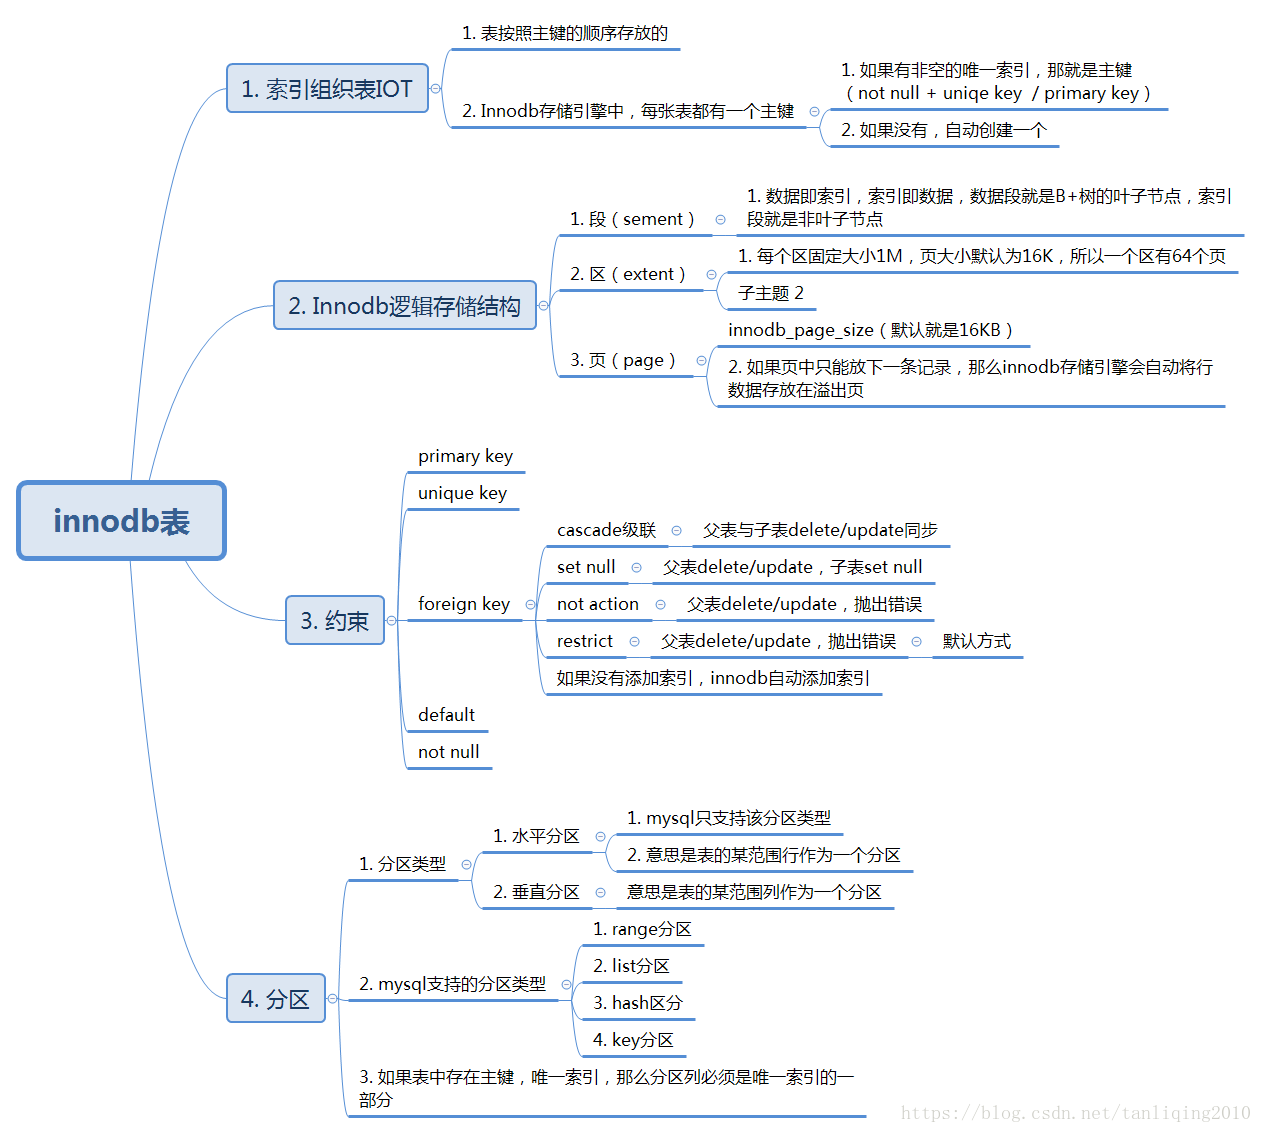 innodb表
1. 索引组织表IOT
1. 表按照主键的顺序存放的
2. Innodb存储引擎中，每张表都有一个主键
1. 如果有非空的唯一索引，那就是主键
（not null + uniqe key / primary key）
2. 如果没有，自动创建一个
2. Innodb逻辑存储结构
1. 段（sement）
1. 数据即索引，索引即数据，数据段就是B+树的叶子节点，索引
段就是非叶子节点
2. 区（extent）
1. 每个区固定大小1M，页大小默认为16K，所以一个区有64个页
子主题 2
3. 页（page）
innodb_page_size（默认就是16KB）
2. 如果页中只能放下一条记录，那么innodb存储引擎会自动将行
数据存放在溢出页
3. 约束
primary key
unique key
foreign key
cascade级联
父表与子表delete/update同步
set null
父表delete/update，子表set null
not action
父表delete/update，抛出错误
restrict
父表delete/update，抛出错误
默认方式
如果没有添加索引，innodb自动添加索引
default
not null
4. 分区
1. 分区类型
1. 水平分区
1. mysql只支持该分区类型
2. 意思是表的某范围行作为一个分区
2. 垂直分区
意思是表的某范围列作为一个分区
2. mysql支持的分区类型
1. range分区
2. list分区
3. hash区分
4. key分区
3. 如果表中存在主键，唯一索引，那么分区列必须是唯一索引的一
部分
https://blog.csdn.net/tanliqing2010